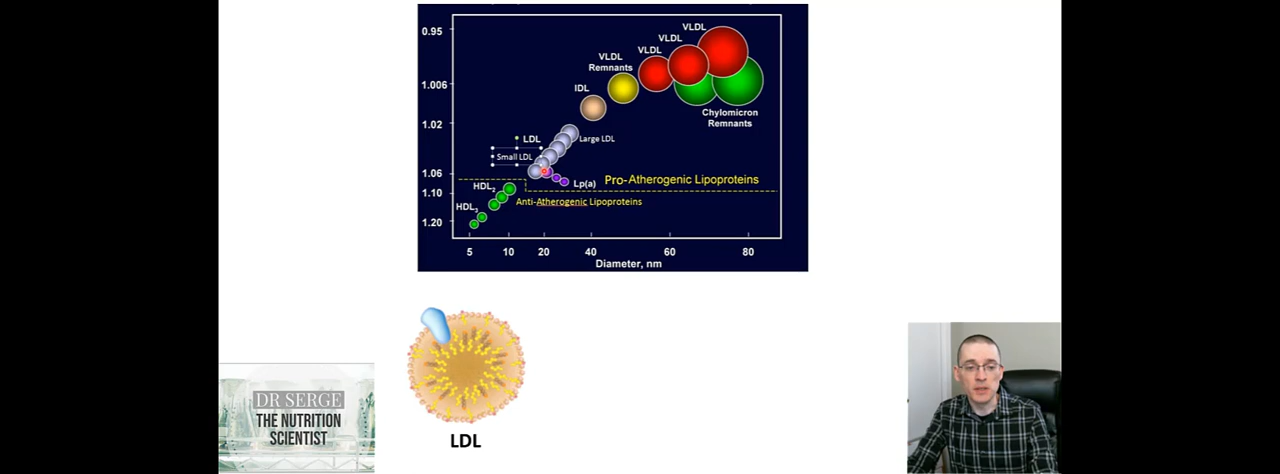 0.95
VLDL
VLDL
VLDL
VLDL
Remnants
1.006
IDL
Chylomicron
Remnants
1.02
LDL
Large LDL
Small LDL
1.06
Lp(a)
Pro-Atherogenic Lipoproteins
HDL2
1.10
Anti-Atherogenic Lipoproteins
HDL3
1.20
5 10 20 40 60 80
Diameter, nm
DR SERGE
THE NUTRITION
SCIENTIST
LDL